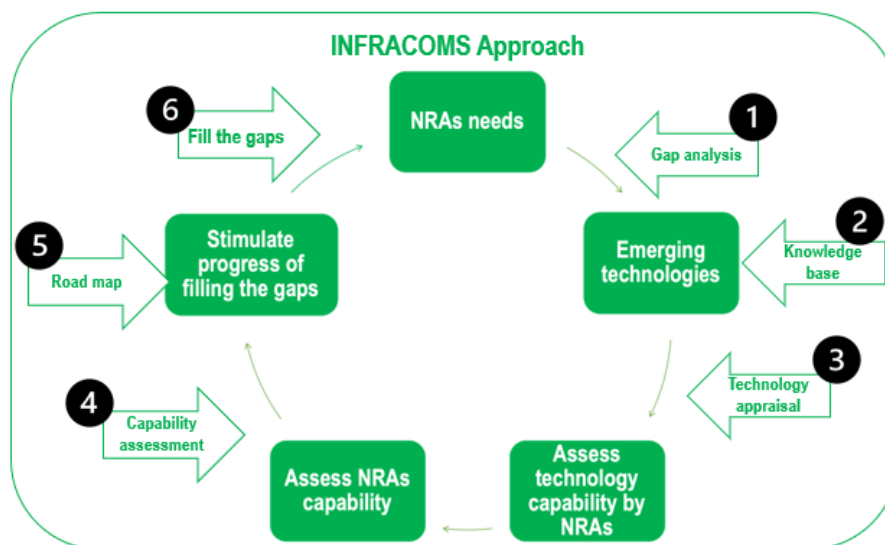 INFRACOMS Approach
6
Fill the gaps
NRAs needs
1
Gap analysis
5
Road map
Stimulate
progress of
filling the gaps
Emerging
technologies
2
Knowledge
base
3
Technology
appraisal
4
Capability
assessment
Assess NRAs
capability
Assess
technology
capability by
NRAs